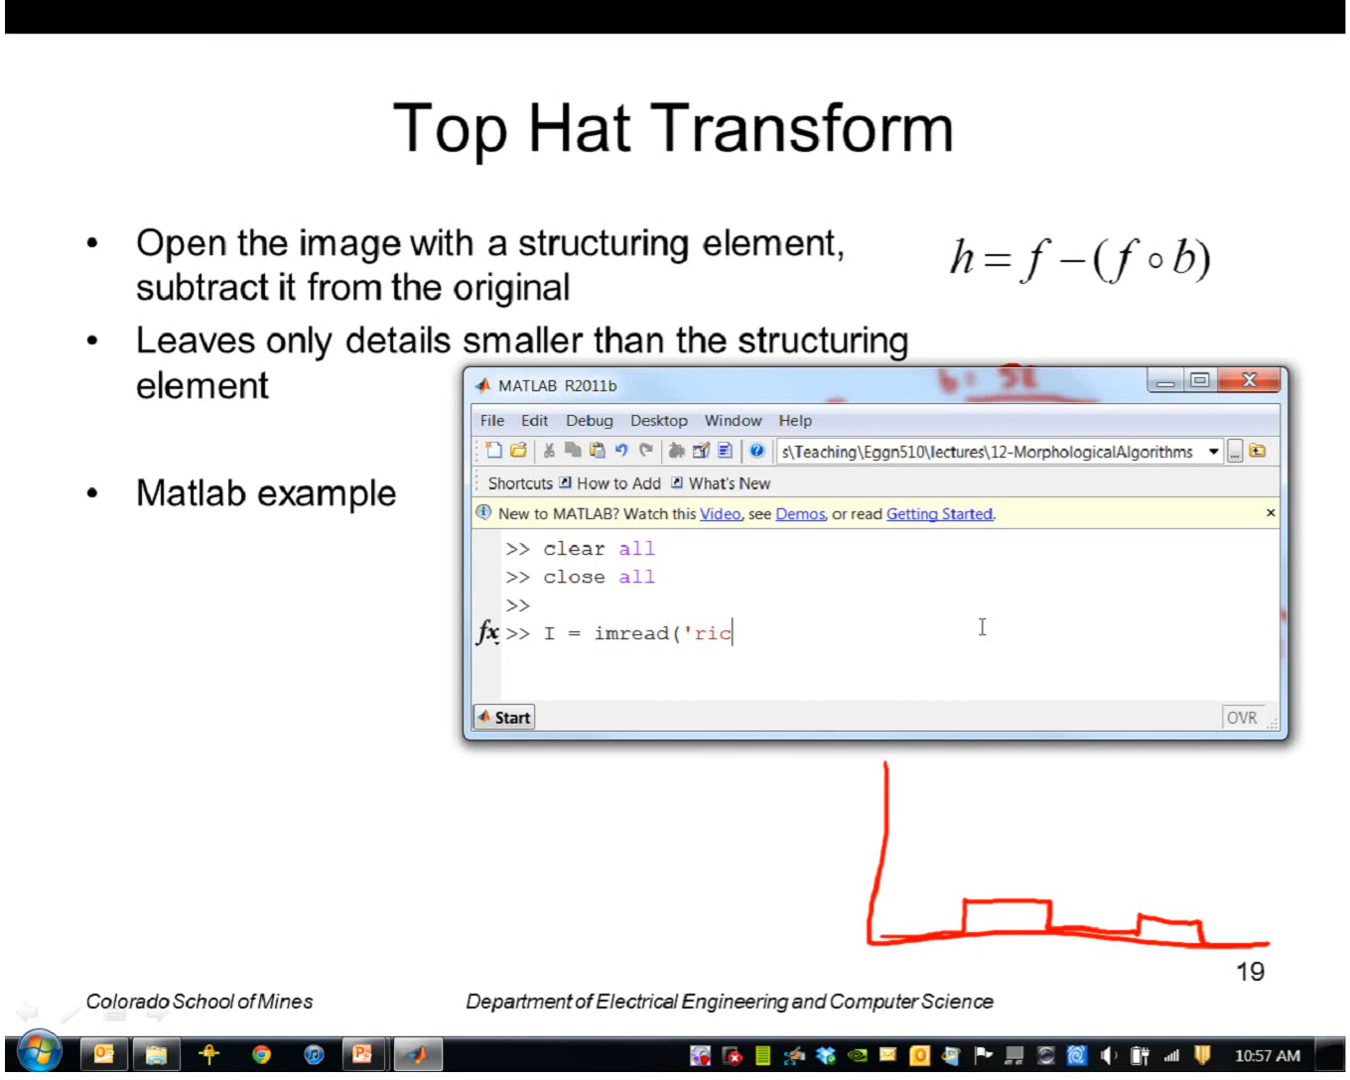 Top Hat Transform
• Open the image with a structuring element,
subtract it from the original
h = f − (f ∘ b)
• Leaves only details smaller than the structuring
element
b: SE
MATLAB R2011b
File Edit Debug Desktop Window Help
s\Teaching\Eggn510\lectures\12-MorphologicalAlgorithms
Shortcuts How to Add What's New
New to MATLAB? Watch this Video, see Demos, or read Getting Started.
>> clear all
>> close all
>>
fx >> I = imread('ric
Start
OVR
• Matlab example
19
Colorado School of Mines
Department of Electrical Engineering and Computer Science
10:57 AM